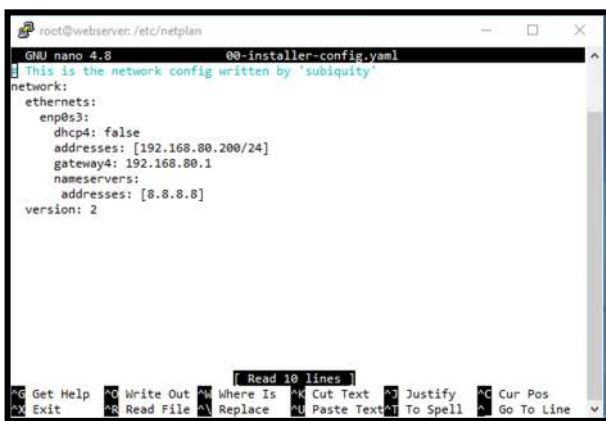 root@webserver: /etc/netplan
GNU nano 4.8 00-installer-config.yaml
# This is the network config written by 'subiquity'
network:
  ethernets:
    enp0s3:
      dhcp4: false
      addresses: [192.168.80.200/24]
      gateway4: 192.168.80.1
      nameservers:
       addresses: [8.8.8.8]
  version: 2
[ Read 10 lines ]
^G Get Help ^O Write Out ^W Where Is ^K Cut Text ^J Justify ^C Cur Pos
^X Exit ^R Read File ^\ Replace ^U Paste Text ^T To Spell ^_ Go To Line